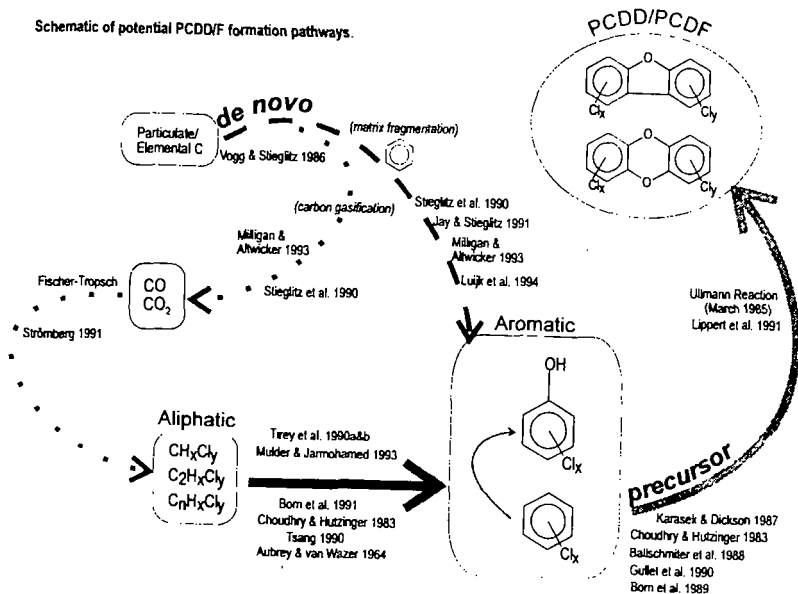 Schematic of potential PCDD/F formation pathways.
PCDD/PCDF
O
Clx
Cly
O
O
Clx
Cly
de novo
Particulate/
Elemental C
Vogg & Stieglitz 1986
(matrix fragmentation)
(carbon gasification)
Stieglitz et al. 1990
Jay & Stieglitz 1991
Milligan &
Altwicker 1993
Luijk et al. 1994
Milligan &
Altwicker 1993
Stieglitz et al. 1990
Fischer-Tropsch
CO
CO2
Strömberg 1991
Ullmann Reaction
(March 1985)
Lippert et al. 1991
Aromatic
OH
Clx
Clx
Aliphatic
CHxCly
C2HxCly
CnHxCly
Tirey et al. 1990a&b
Mulder & Jarmohamed 1993
Born et al. 1991
Choudhry & Hutzinger 1983
Tsang 1990
Aubrey & van Wazer 1964
precursor
Karasek & Dickson 1987
Choudhry & Hutzinger 1983
Ballschmiter et al. 1988
Gullet et al. 1990
Born et al. 1989